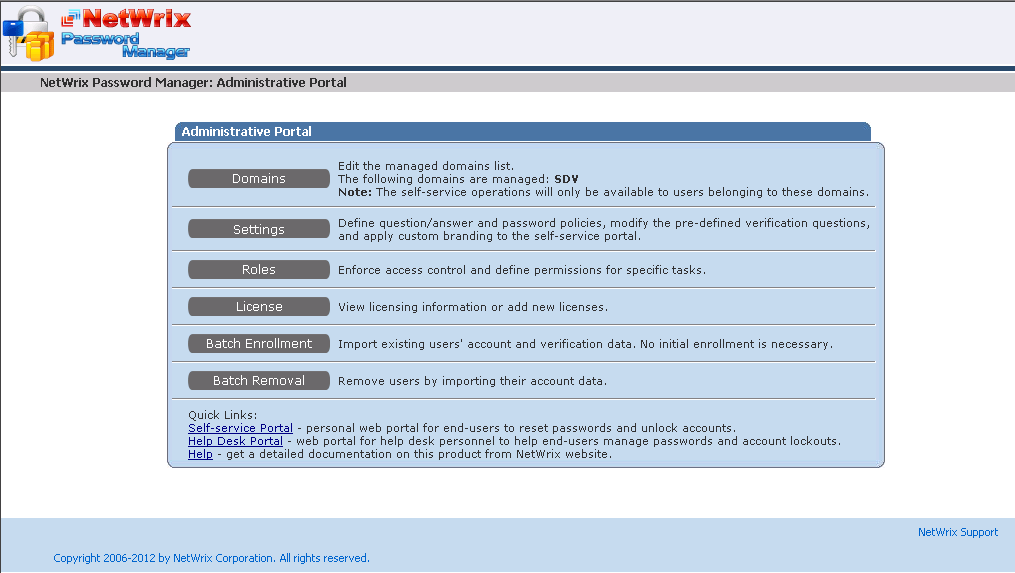 NetWrix
Password
Manager
NetWrix Password Manager: Administrative Portal
Administrative Portal
Domains
Edit the managed domains list.
The following domains are managed: SDV
Note: The self-service operations will only be available to users belonging to these domains.
Settings
Define question/answer and password policies, modify the pre-defined verification questions,
and apply custom branding to the self-service portal.
Roles
Enforce access control and define permissions for specific tasks.
License
View licensing information or add new licenses.
Batch Enrollment
Import existing users' account and verification data. No initial enrollment is necessary.
Batch Removal
Remove users by importing their account data.
Quick Links:
Self-service Portal - personal web portal for end-users to reset passwords and unlock accounts.
Help Desk Portal - web portal for help desk personnel to help end-users manage passwords and account lockouts.
Help - get a detailed documentation on this product from NetWrix website.
NetWrix Support
Copyright 2006-2012 by NetWrix Corporation. All rights reserved.